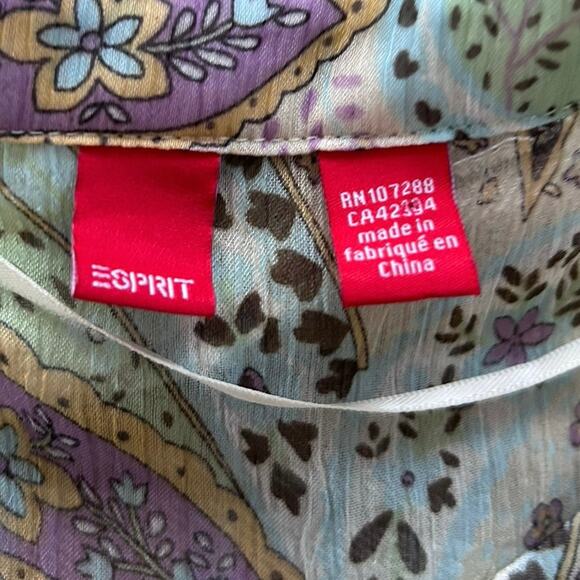 ESPRIT
RN107288
CA42394
made in
fabriqué en
China